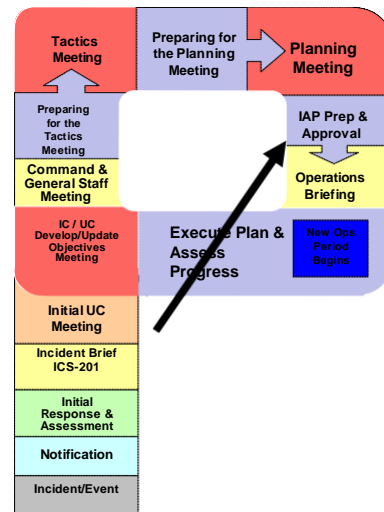 Tactics
Meeting
Preparing for
the Planning
Meeting
Planning
Meeting
Preparing
for the
Tactics
Meeting
IAP Prep &
Approval
Command &
General Staff
Meeting
Operations
Briefing
IC / UC
Develop/Update
Objectives
Meeting
Execute Plan &
Assess
Progress
New Ops
Period
Begins
Initial UC
Meeting
Incident Brief
ICS-201
Initial
Response &
Assessment
Notification
Incident/Event